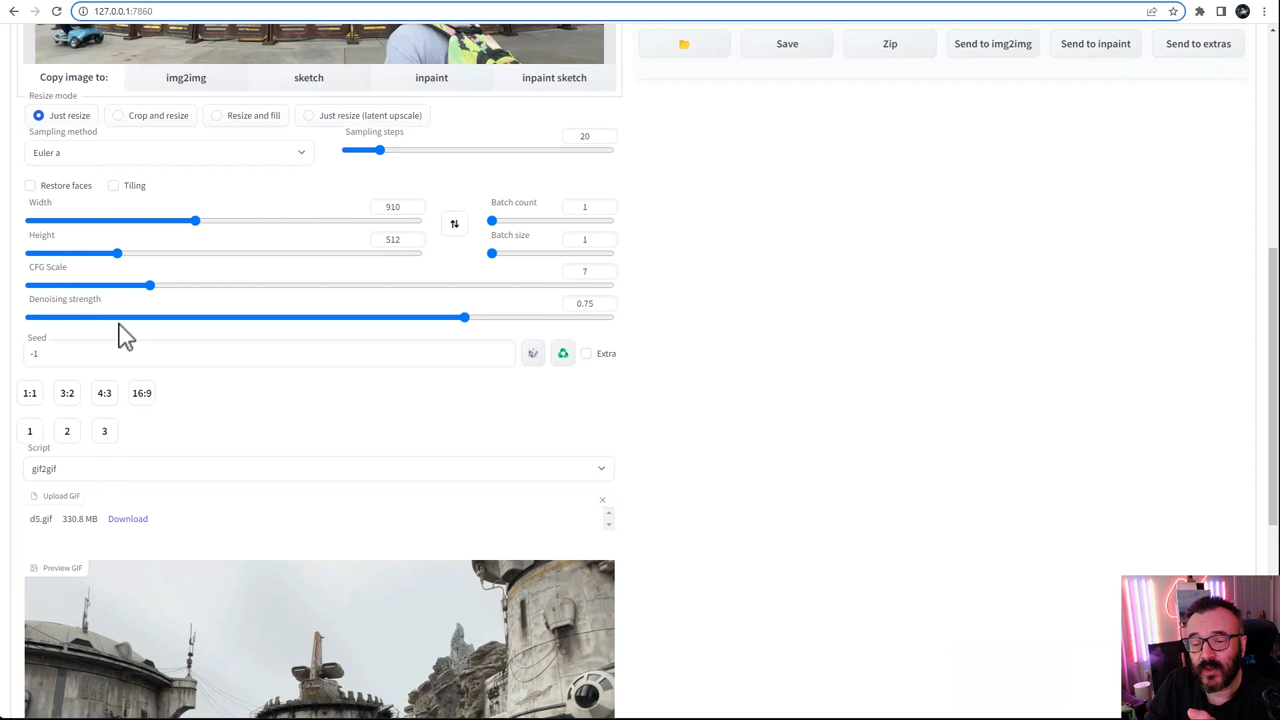 127.0.0.1:7860
Save
Zip
Send to img2img
Send to inpaint
Send to extras
Copy image to:
img2img
sketch
inpaint
inpaint sketch
Resize mode
Just resize
Crop and resize
Resize and fill
Just resize (latent upscale)
Sampling method
Sampling steps
20
Euler a
Restore faces
Tiling
Width
910
Batch count
1
Height
512
Batch size
1
CFG Scale
7
Denoising strength
0.75
Seed
-1
Extra
1:1
3:2
4:3
16:9
1
2
3
Script
gif2gif
Upload GIF
d5.gif
330.8 MB
Download
Preview GIF